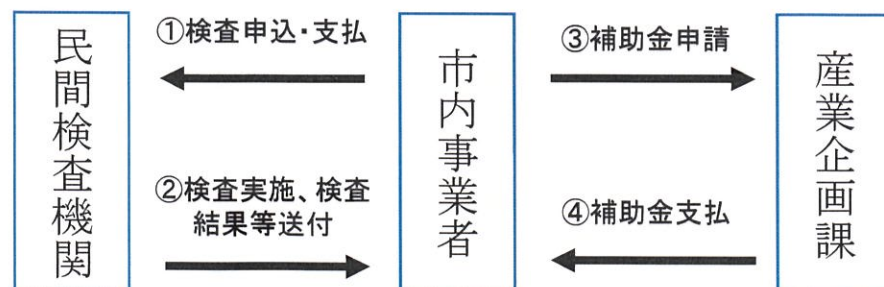 民間検査機関
①検査申込・支払
②検査実施、検査
結果等送付
市内事業者
③補助金申請
④補助金支払
産業企画課